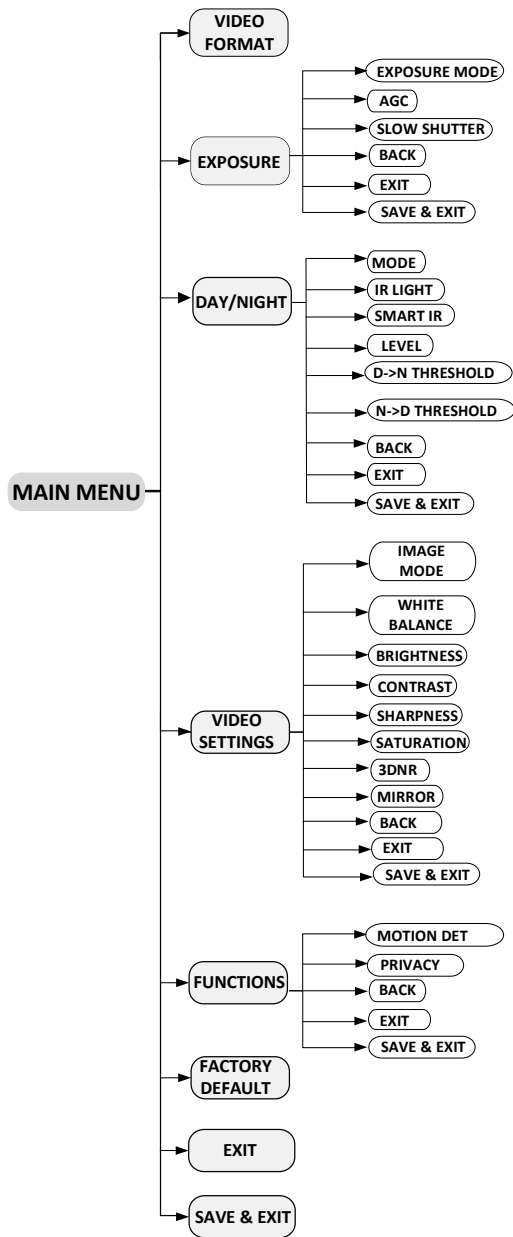 VIDEO
FORMAT
EXPOSURE MODE
AGC
SLOW SHUTTER
EXPOSURE
BACK
EXIT
SAVE & EXIT
MODE
IR LIGHT
DAY/NIGHT
SMART IR
LEVEL
D->N THRESHOLD
N->D THRESHOLD
BACK
EXIT
MAIN MENU
SAVE & EXIT
IMAGE
MODE
WHITE
BALANCE
BRIGHTNESS
CONTRAST
SHARPNESS
VIDEO
SETTINGS
SATURATION
3DNR
MIRROR
BACK
EXIT
SAVE & EXIT
MOTION DET
PRIVACY
FUNCTIONS
BACK
EXIT
SAVE & EXIT
FACTORY
DEFAULT
EXIT
SAVE & EXIT